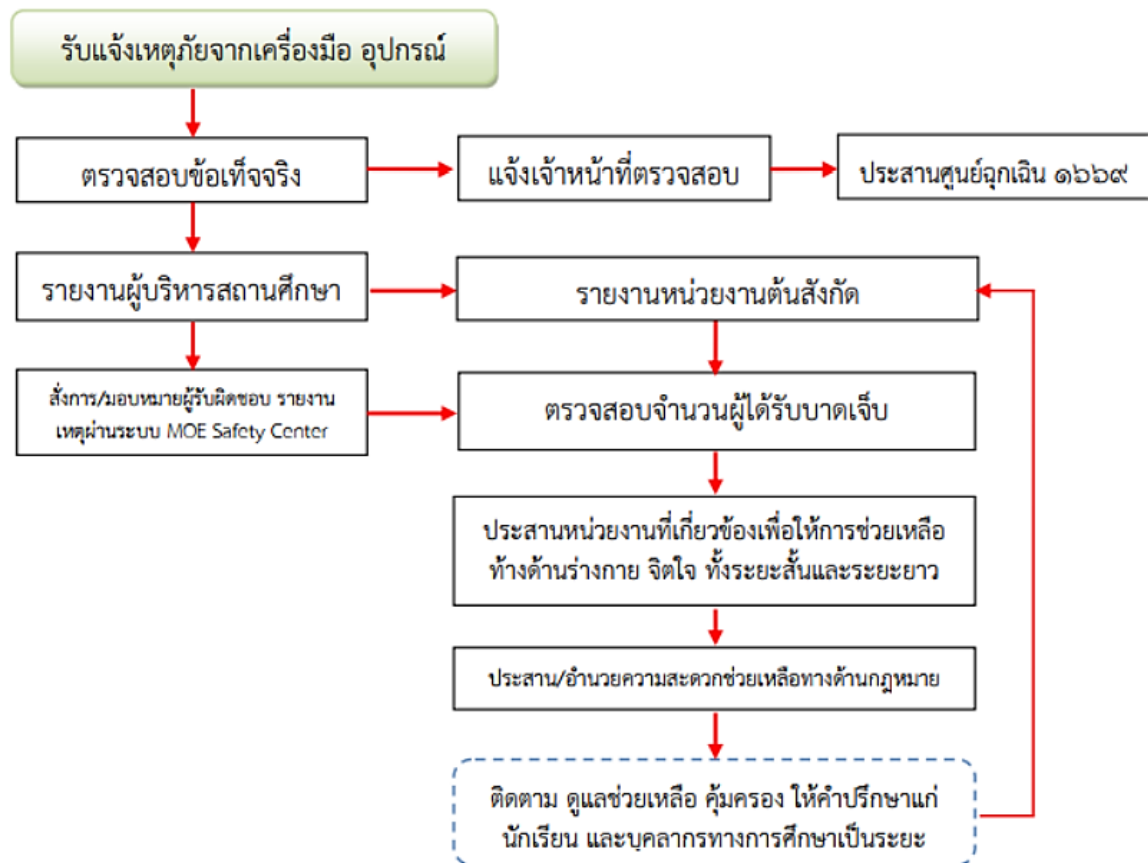 รับแจ้งเหตุภัยจากเครื่องมือ อุปกรณ์
ตรวจสอบข้อเท็จจริง
แจ้งเจ้าหน้าที่ตรวจสอบ
ประสานศูนย์ฉุกเฉิน ๑๖๖๙
รายงานผู้บริหารสถานศึกษา
รายงานหน่วยงานต้นสังกัด
สั่งการ/มอบหมายผู้รับผิดชอบ รายงาน
เหตุผ่านระบบ MOE Safety Center
ตรวจสอบจำนวนผู้ได้รับบาดเจ็บ
ประสานหน่วยงานที่เกี่ยวข้องเพื่อให้การช่วยเหลือ
ท้างด้านร่างกาย จิตใจ ทั้งระยะสั้นและระยะยาว
ประสาน/อำนวยความสะดวกช่วยเหลือทางด้านกฎหมาย
ติดตาม ดูแลช่วยเหลือ คุ้มครอง ให้คำปรึกษาแก่
นักเรียน และบุคลากรทางการศึกษาเป็นระยะ